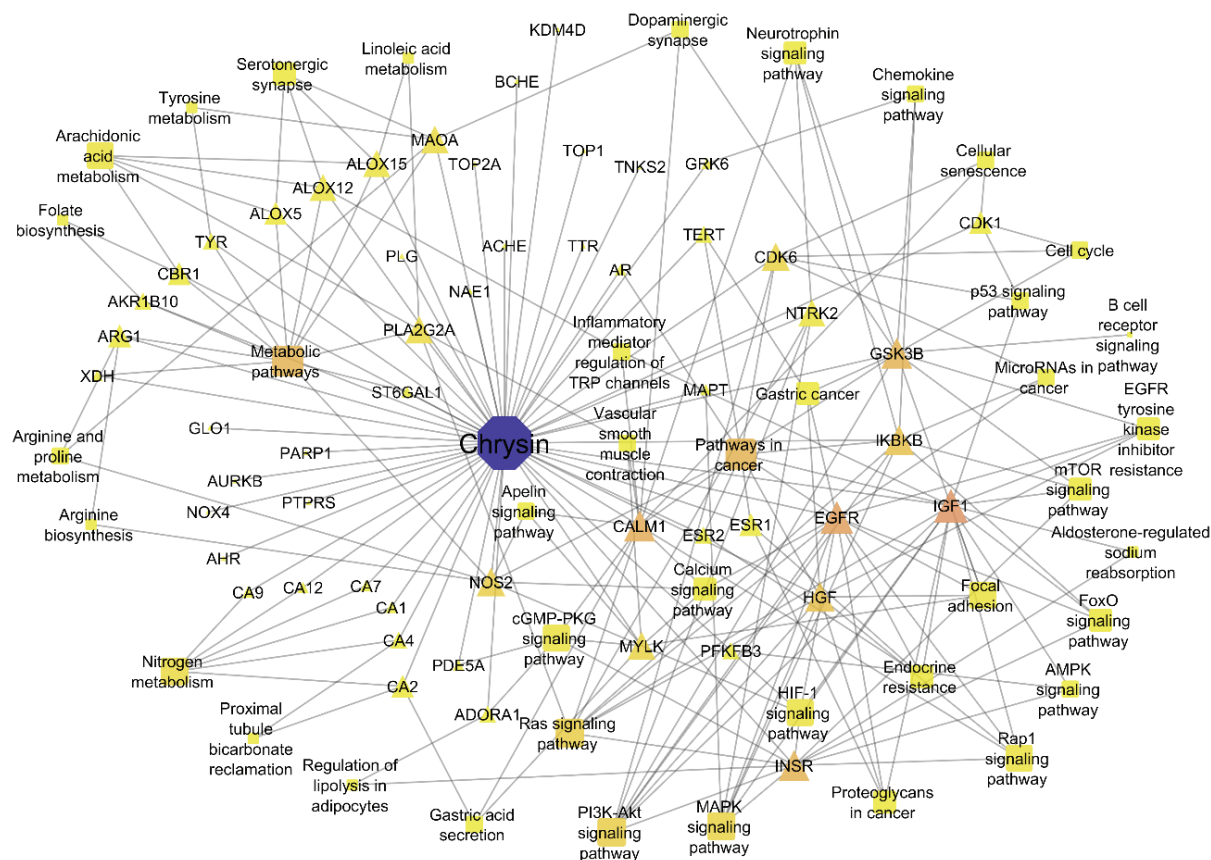 KDM4D
Dopaminergic
synapse
Neurotrophin
signaling
pathway
Linoleic acid
metabolism
Serotonergic
synapse
BCHE
Chemokine
signaling
pathway
Tyrosine
metabolism
Arachidonic
acid
metabolism
MAOA
TOP2A
TOP1
TNKS2
GRK6
Cellular
senescence
ALOX15
ALOX12
ALOX5
Folate
biosynthesis
TYR
PLG
ACHE
TTR
TERT
CDK1
Cell cycle
CBR1
AKR1B10
NAE1
AR
CDK6
p53 signaling
pathway
ARG1
PLA2G2A
Inflammatory
mediator
regulation of
TRP channels
NTRK2
B cell
receptor
signaling
pathway
Metabolic
pathways
GSK3B
MicroRNAs in
cancer
XDH
ST6GAL1
MAPT
Gastric cancer
EGFR
tyrosine
kinase
inhibitor
resistance
GLO1
Chrysin
Vascular
smooth
muscle
contraction
Pathways in
cancer
IKBKB
Arginine and
proline
metabolism
PARP1
AURKB
PTPRS
mTOR
signaling
pathway
NOX4
Apelin
signaling
pathway
Arginine
biosynthesis
CALM1
ESR2
ESR1
EGFR
IGF1
Aldosterone-regulated
sodium
reabsorption
AHR
NOS2
Calcium
signaling
pathway
HGF
Focal
adhesion
CA9
CA12
CA7
CA1
CA4
FoxO
signaling
pathway
cGMP-PKG
signaling
pathway
MYLK
PFKFB3
Nitrogen
metabolism
PDE5A
CA2
Endocrine
resistance
AMPK
signaling
pathway
HIF-1
signaling
pathway
ADORA1
Ras signaling
pathway
Proximal
tubule
bicarbonate
reclamation
Rap1
signaling
pathway
Regulation of
lipolysis in
adipocytes
INSR
Proteoglycans
in cancer
Gastric acid
secretion
PI3K-Akt
signaling
pathway
MAPK
signaling
pathway